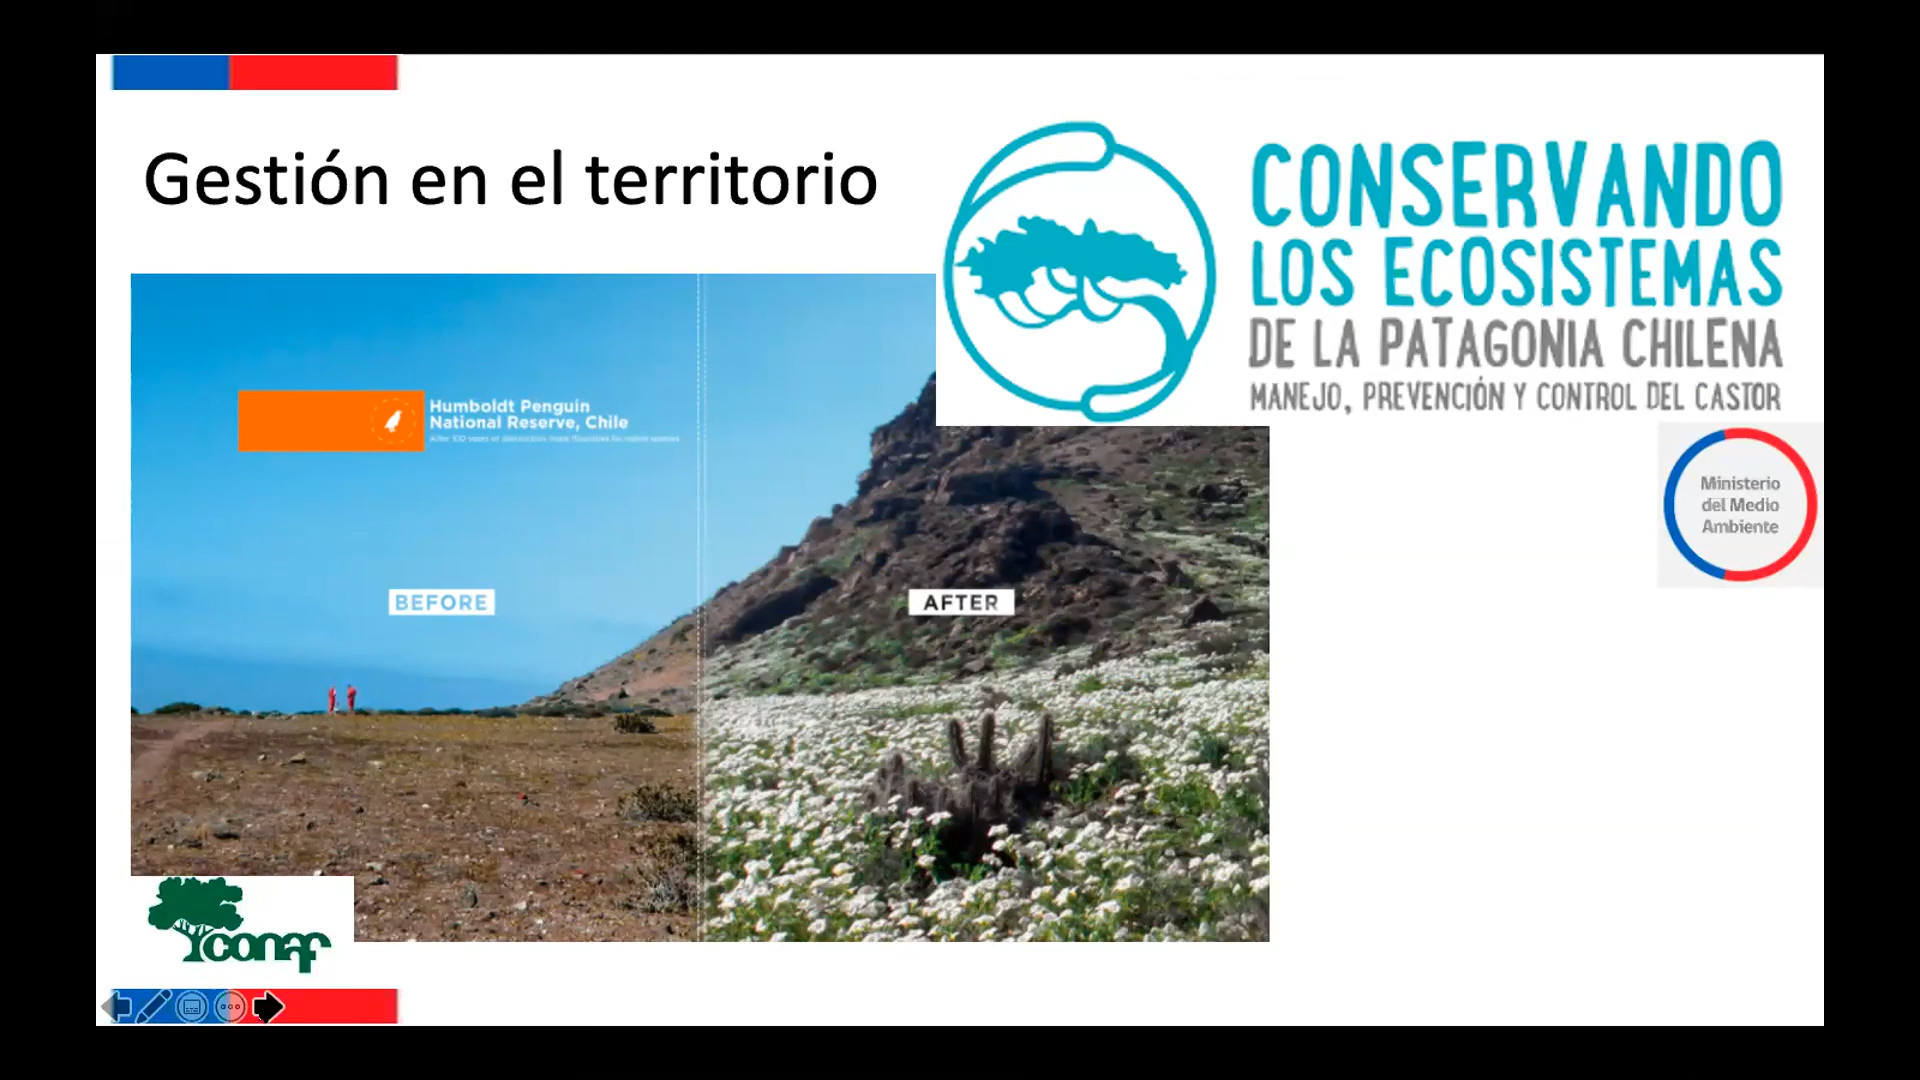 Gestión en el territorio
CONSERVANDO
LOS ECOSISTEMAS
DE LA PATAGONIA CHILENA
MANEJO, PREVENCIÓN Y CONTROL DEL CASTOR
Humboldt Penguin
National Reserve, Chile
Ministerio
del Medio
Ambiente
BEFORE
AFTER
conaf